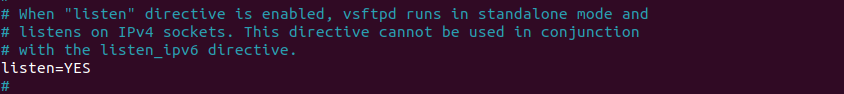 # When "listen" directive is enabled, vsftpd runs in standalone mode and
# listens on IPv4 sockets. This directive cannot be used in conjunction
# with the listen_ipv6 directive.
listen=YES
#